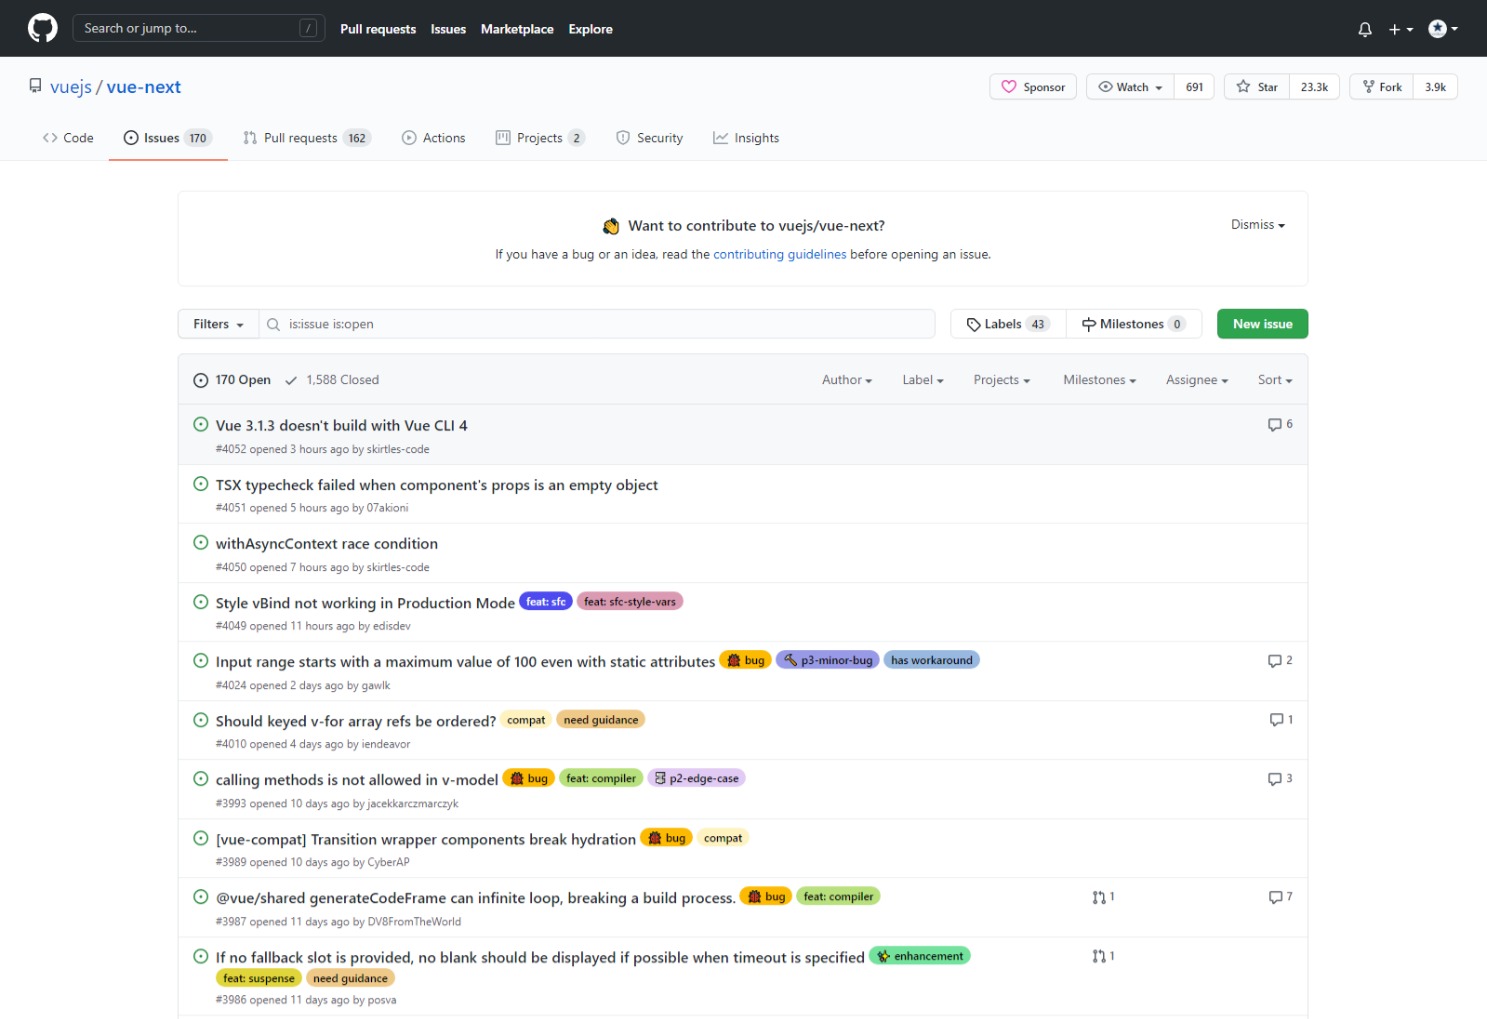 Search or jump to... / Pull requests Issues Marketplace Explore
vuejs / vue-next Sponsor Watch 691 Star 23.3k Fork 3.9k
Code Issues 170 Pull requests 162 Actions Projects 2 Security Insights
Want to contribute to vuejs/vue-next? Dismiss
If you have a bug or an idea, read the contributing guidelines before opening an issue.
Filters is:issue is:open Labels 43 Milestones 0 New issue
170 Open 1,588 Closed Author Label Projects Milestones Assignee Sort
Vue 3.1.3 doesn't build with Vue CLI 4 6
#4052 opened 3 hours ago by skirtles-code
TSX typecheck failed when component's props is an empty object
#4051 opened 5 hours ago by 07akioni
withAsyncContext race condition
#4050 opened 7 hours ago by skirtles-code
Style vBind not working in Production Mode feat: sfc feat: sfc-style-vars
#4049 opened 11 hours ago by edisdev
Input range starts with a maximum value of 100 even with static attributes bug p3-minor-bug has workaround 2
#4024 opened 2 days ago by gawlk
Should keyed v-for array refs be ordered? compat need guidance 1
#4010 opened 4 days ago by iendeavor
calling methods is not allowed in v-model bug feat: compiler p2-edge-case 3
#3993 opened 10 days ago by jacekkarczmarczyk
[vue-compat] Transition wrapper components break hydration bug compat
#3989 opened 10 days ago by CyberAP
@vue/shared generateCodeFrame can infinite loop, breaking a build process. bug feat: compiler 1 7
#3987 opened 11 days ago by DV8FromTheWorld
If no fallback slot is provided, no blank should be displayed if possible when timeout is specified enhancement 1
feat: suspense need guidance
#3986 opened 11 days ago by posva